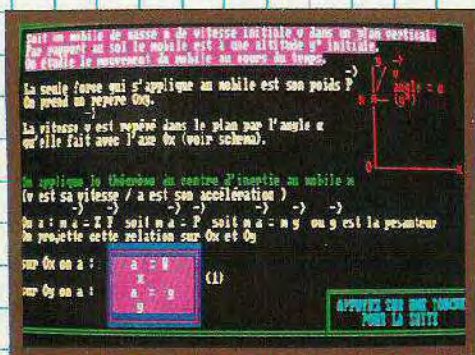 Soit un mobile de masse m de vitesse initiale v dans un plan vertical.
Par rapport au sol le mobile est à une altitude y° initiale.
On étudie le mouvement du mobile au cours du temps.
La seule force qui s'applique au mobile est son poids P
On prend un repère Oxy.
La vitesse v est repéré dans le plan par l'angle α
qu'elle fait avec l'axe Ox (voir schema).
y
v
angle = α
m
(y°)
O
x
On applique le théorème du centre d'inertie au mobile m
(v est sa vitesse / a est son accélération )
On a : m a = Σ F soit m a = P soit m a = m g où g est la pesanteur
On projette cette relation sur Ox et Oy
sur Ox on a : a = 0
x
(1)
sur Oy on a : a = - g
y
APPUYEZ SUR UNE TOUCHE
POUR LA SUITE